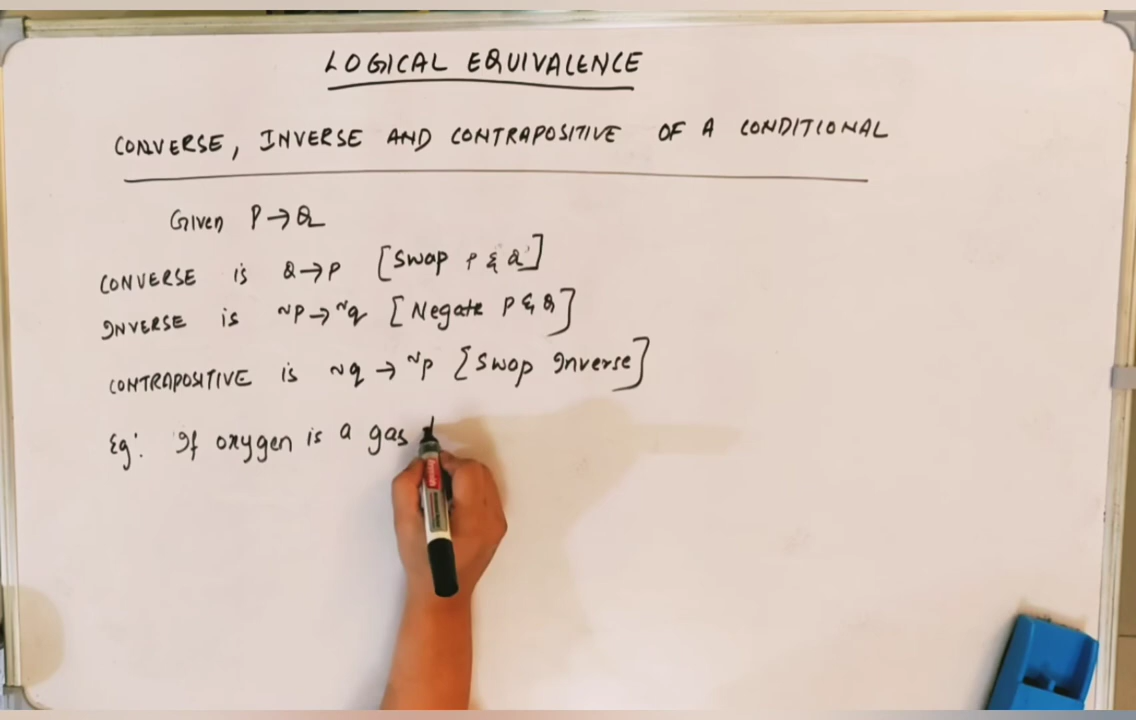 LOGICAL EQUIVALENCE
CONVERSE, INVERSE AND CONTRAPOSITIVE OF A CONDITIONAL
Given P→Q
CONVERSE is Q→P [Swap P & Q]
INVERSE is ~P→~q [Negate P & Q]
CONTRAPOSITIVE is ~q → ~p [Swap Inverse]
Eg: If oxygen is a gas